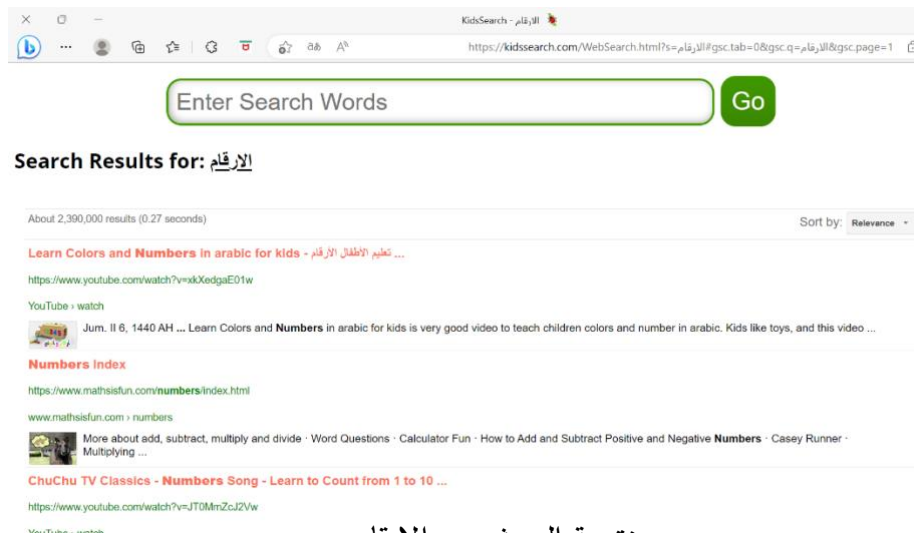 KidsSearch - الارقام
https://kidssearch.com/WebSearch.html?s=الارقام#gsc.tab=0&gsc.q=الارقام&gsc.page=1
Enter Search Words
Go
Search Results for: الارقام
About 2,390,000 results (0.27 seconds)
Sort by: Relevance
Learn Colors and Numbers in arabic for kids - تعليم الأطفال الأرقام ...
https://www.youtube.com/watch?v=xkXedgaE01w
YouTube › watch
Jum. II 6, 1440 AH ... Learn Colors and Numbers in arabic for kids is very good video to teach children colors and number in arabic. Kids like toys, and this video ...
Numbers Index
https://www.mathsisfun.com/numbers/index.html
www.mathsisfun.com › numbers
More about add, subtract, multiply and divide · Word Questions · Calculator Fun · How to Add and Subtract Positive and Negative Numbers · Casey Runner ·
Multiplying ...
ChuChu TV Classics - Numbers Song - Learn to Count from 1 to 10 ...
https://www.youtube.com/watch?v=JT0MmZcJ2Vw
YouTube › watch